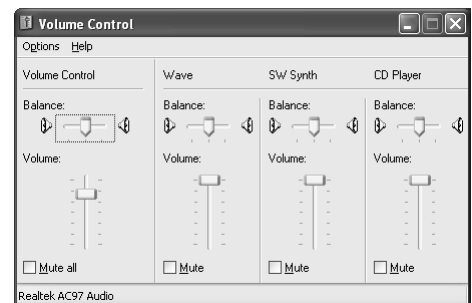 Volume Control
Options Help
Volume Control Wave SW Synth CD Player
Balance: Balance: Balance: Balance:
Volume: Volume: Volume: Volume:
Mute all Mute Mute Mute
Realtek AC97 Audio